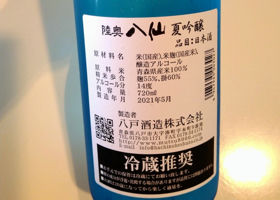 陸奥 八仙 夏吟醸
品目:日本酒
原材料名 米(国産)、米麹(国産米)、
醸造アルコール
原料米 青森県産米100%
精米歩合 麹55%、掛60%
アルコール分 14度
内容量 720ml
製造年月 2021年5月
製造者
八戸酒造株式会社
冷蔵推奨